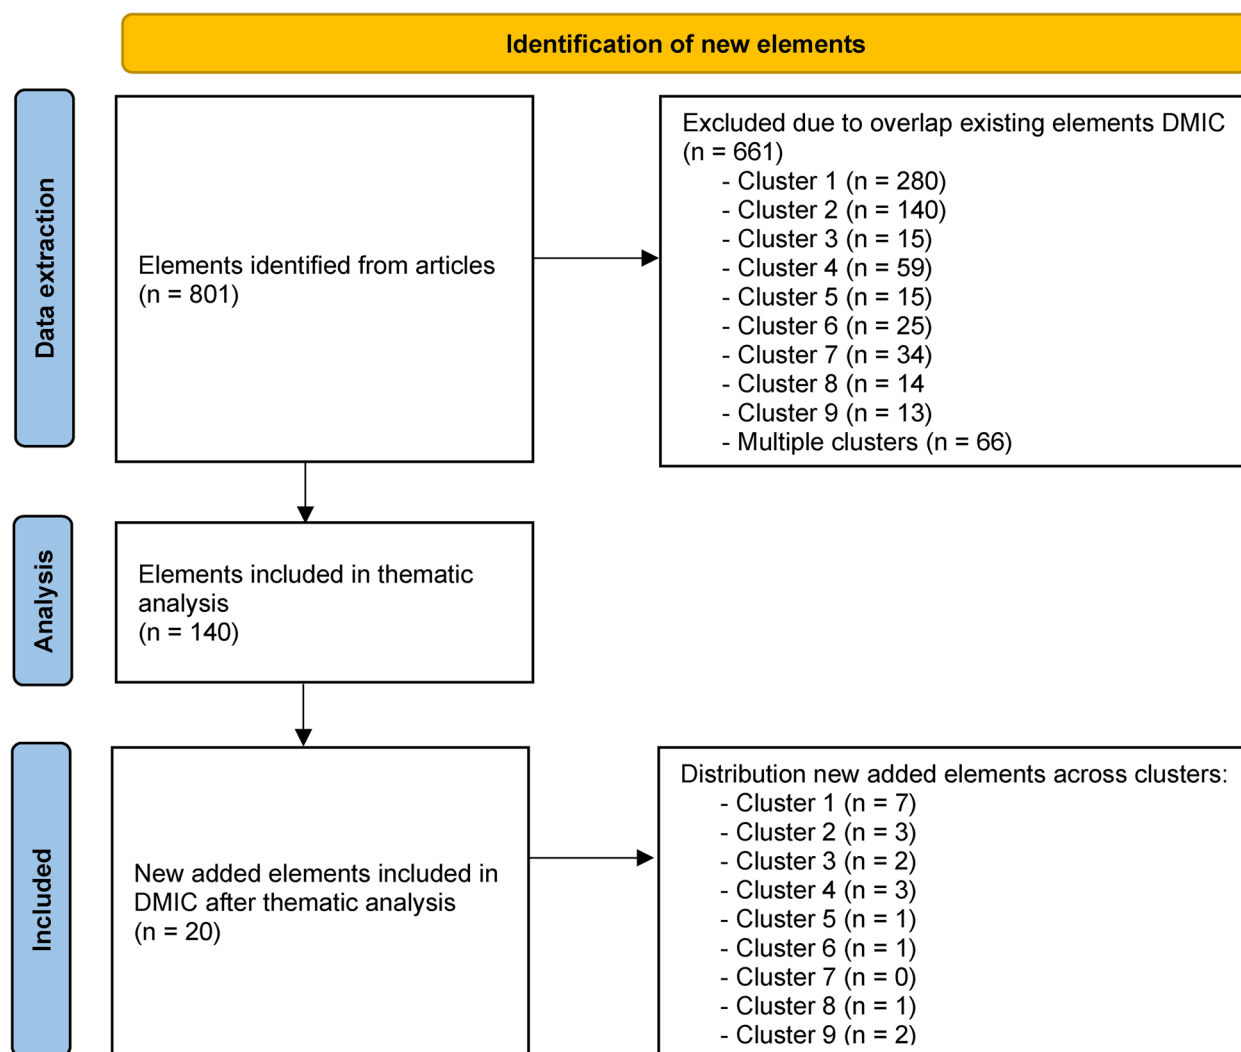 Identification of new elements
Data extraction
Elements identified from articles
(n = 801)
Excluded due to overlap existing elements DMIC
(n = 661)
- Cluster 1 (n = 280)
- Cluster 2 (n = 140)
- Cluster 3 (n = 15)
- Cluster 4 (n = 59)
- Cluster 5 (n = 15)
- Cluster 6 (n = 25)
- Cluster 7 (n = 34)
- Cluster 8 (n = 14
- Cluster 9 (n = 13)
- Multiple clusters (n = 66)
Analysis
Elements included in thematic
analysis
(n = 140)
Included
New added elements included in
DMIC after thematic analysis
(n = 20)
Distribution new added elements across clusters:
- Cluster 1 (n = 7)
- Cluster 2 (n = 3)
- Cluster 3 (n = 2)
- Cluster 4 (n = 3)
- Cluster 5 (n = 1)
- Cluster 6 (n = 1)
- Cluster 7 (n = 0)
- Cluster 8 (n = 1)
- Cluster 9 (n = 2)